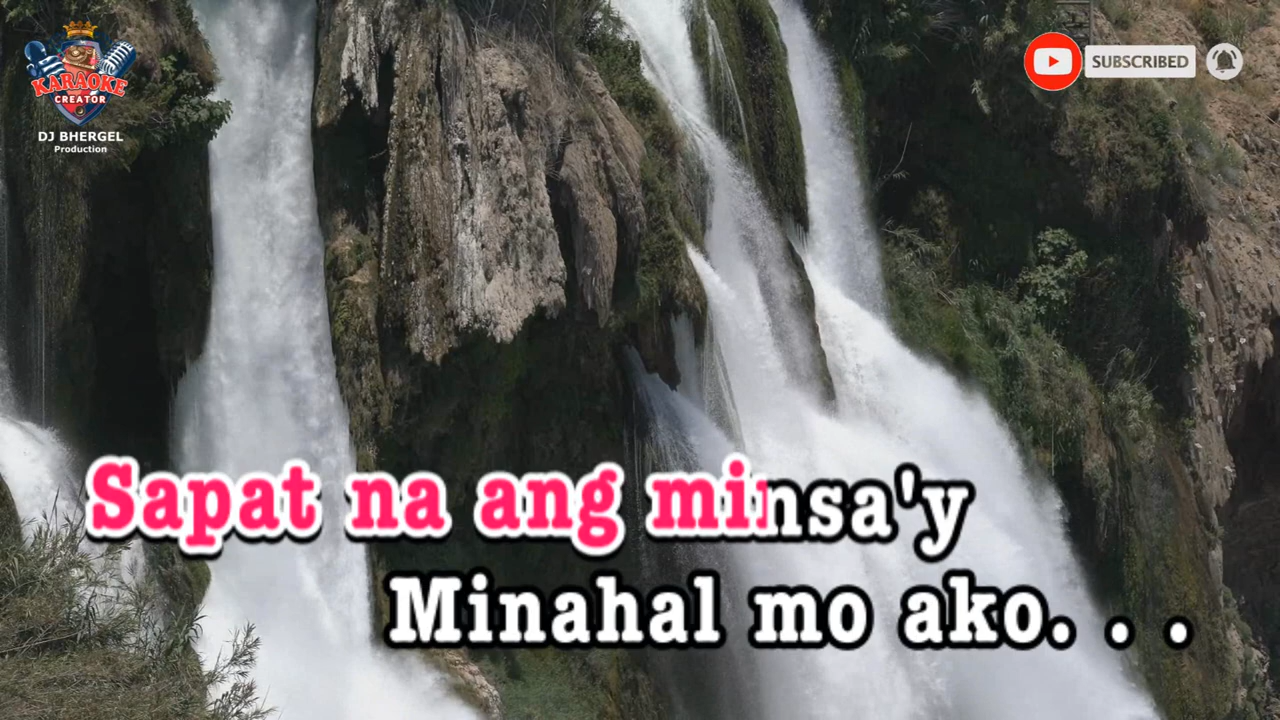 KARAOKE
CREATOR
DJ BHERGEL
Production
SUBSCRIBED
Sapat na ang minsa'y
Minahal mo ako. . .